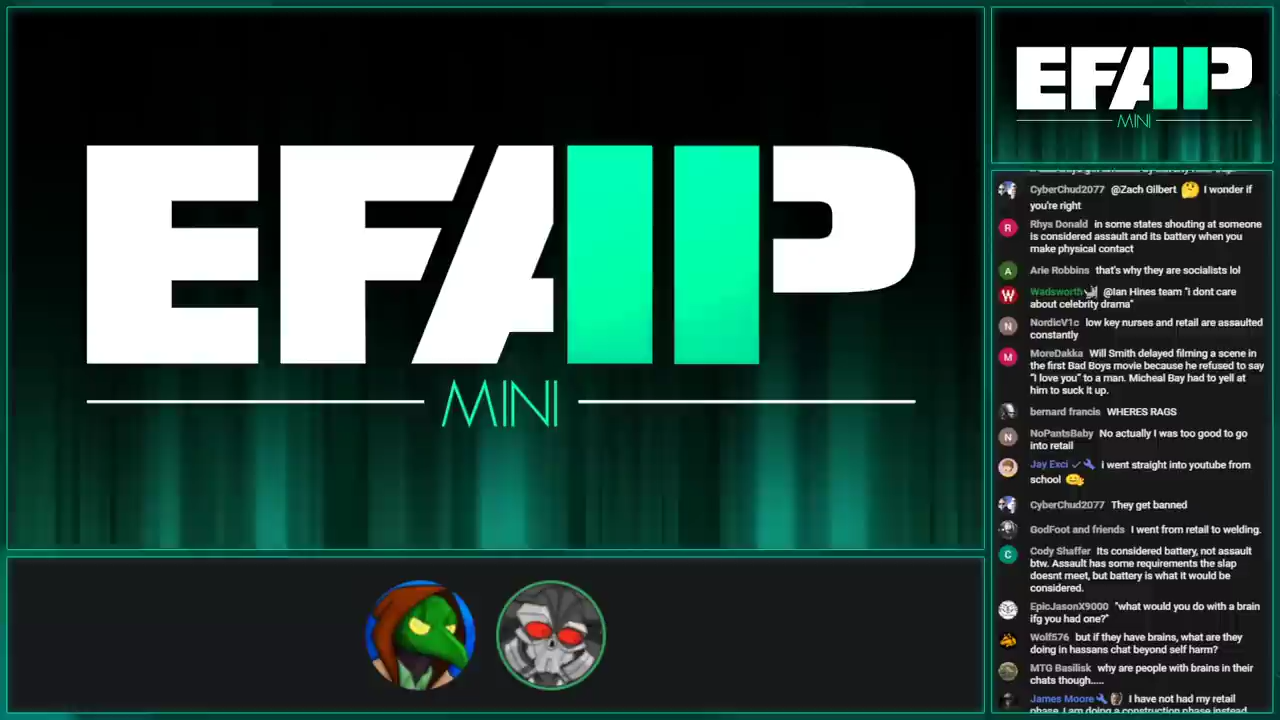 EFAP
MINI
EFAP
MINI
CyberChud2077 @Zach Gilbert 🤔 I wonder if
you're right
Rhys Donald in some states shouting at someone
is considered assault and its battery when you
make physical contact
Arie Robbins that's why they are socialists lol
Wadsworth @Ian Hines team "i dont care
about celebrity drama"
NordicV1c low key nurses and retail are assaulted
constantly
MoreDakka Will Smith delayed filming a scene in
the first Bad Boys movie because he refused to say
"I love you" to a man. Micheal Bay had to yell at
him to suck it up.
bernard francis WHERES RAGS
NoPantsBaby No actually I was too good to go
into retail
Jay Exci i went straight into youtube from
school
CyberChud2077 They get banned
GodFoot and friends I went from retail to welding.
Cody Shaffer Its considered battery, not assault
btw. Assault has some requirements the slap
doesnt meet, but battery is what it would be
considered.
EpicJasonX9000 "what would you do with a brain
ifg you had one?"
Wolf576 but if they have brains, what are they
doing in hassans chat beyond self harm?
MTG Basilisk why are people with brains in their
chats though.....
James Moore I have not had my retail
phase. I am doing a construction phase instead